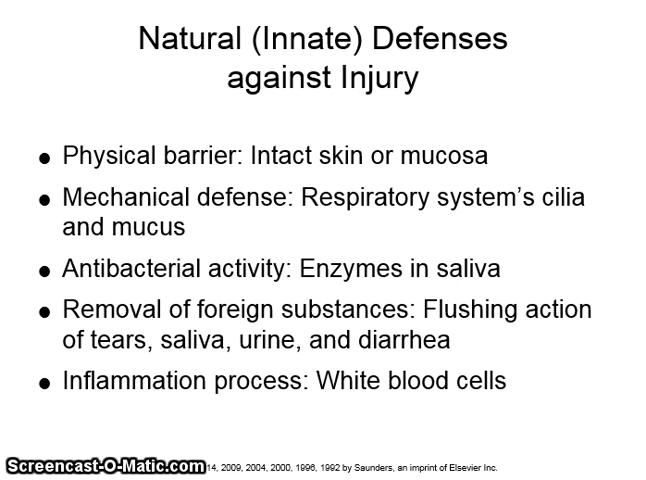 Natural (Innate) Defenses
against Injury
● Physical barrier: Intact skin or mucosa
● Mechanical defense: Respiratory system’s cilia
and mucus
● Antibacterial activity: Enzymes in saliva
● Removal of foreign substances: Flushing action
of tears, saliva, urine, and diarrhea
● Inflammation process: White blood cells
Screencast-O-Matic.com 14, 2009, 2004, 2000, 1996, 1992 by Saunders, an imprint of Elsevier Inc.